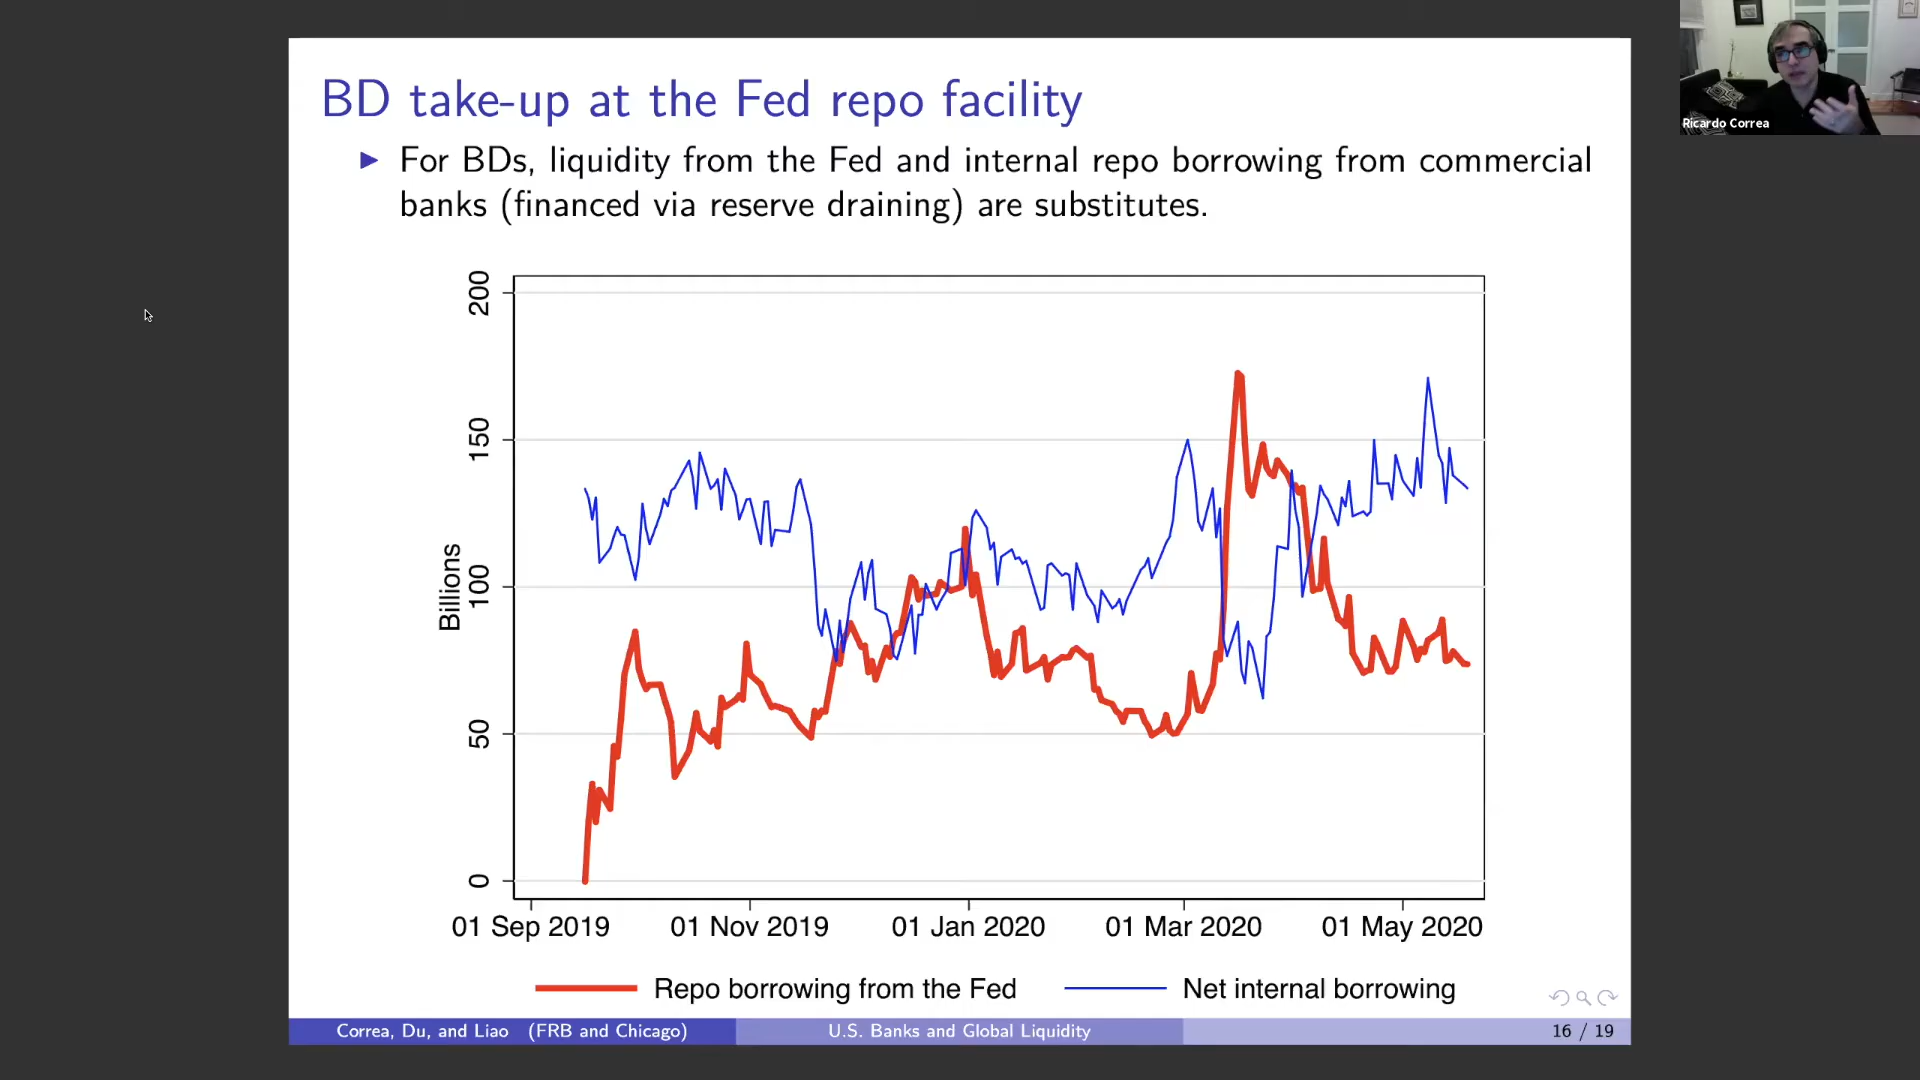 BD take-up at the Fed repo facility
Ricardo Correa
▶ For BDs, liquidity from the Fed and internal repo borrowing from commercial
banks (financed via reserve draining) are substitutes.
Billions
200
150
100
50
0
01 Sep 2019 01 Nov 2019 01 Jan 2020 01 Mar 2020 01 May 2020
Repo borrowing from the Fed Net internal borrowing
Correa, Du, and Liao (FRB and Chicago) U.S. Banks and Global Liquidity 16 / 19